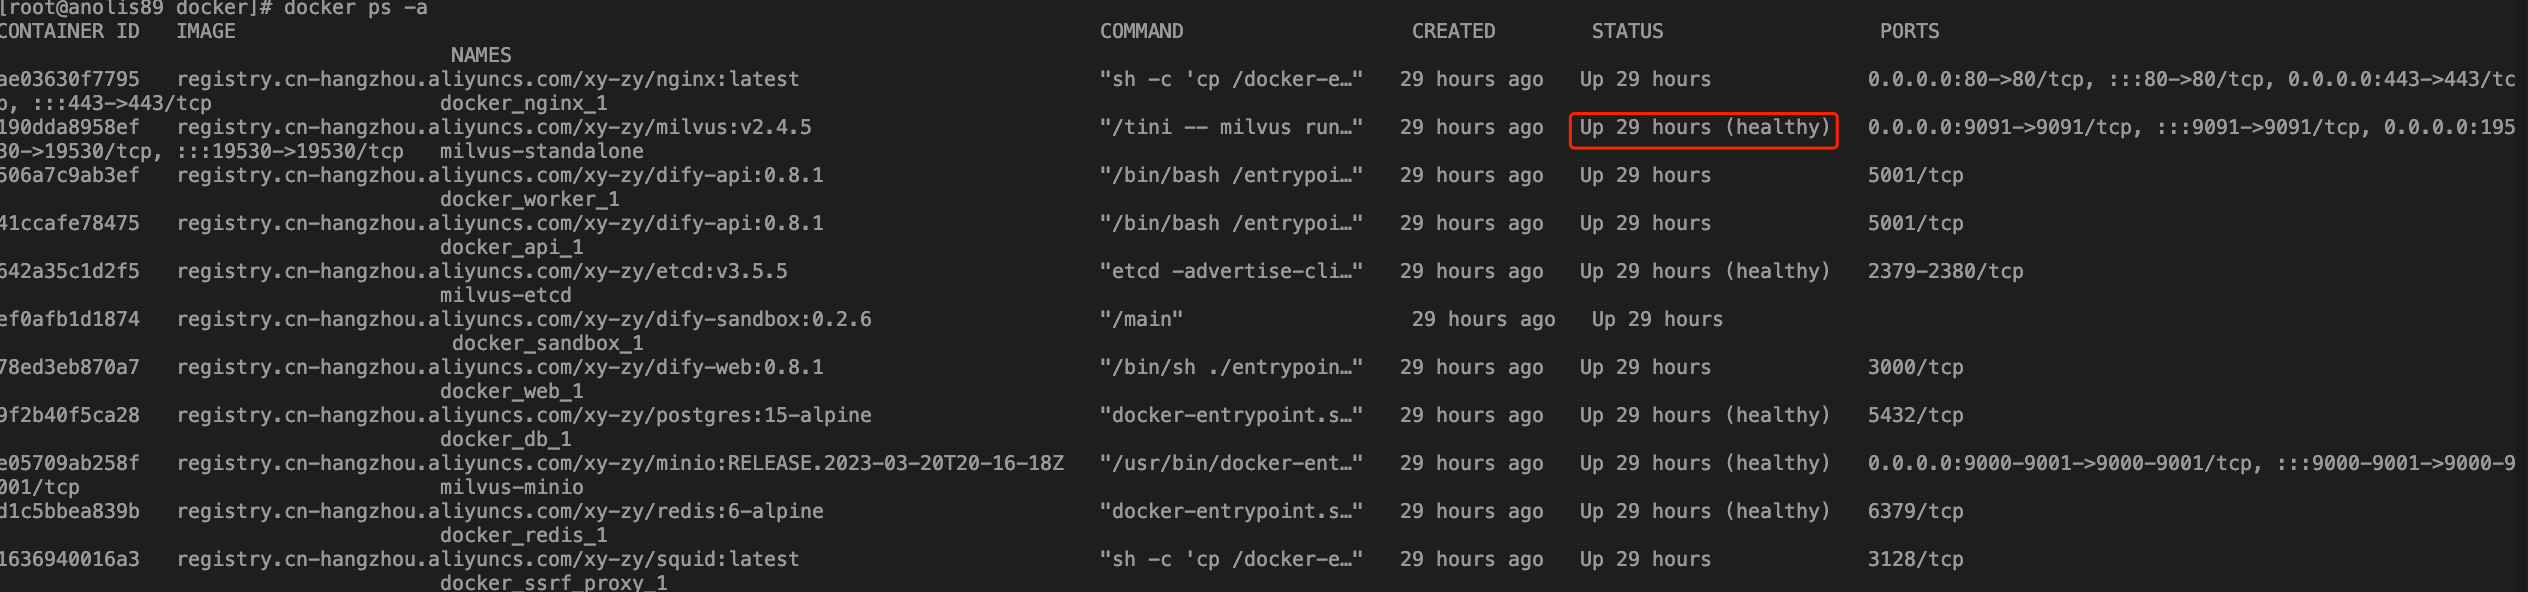 [root@anolis89 docker]# docker ps -a
CONTAINER ID IMAGE COMMAND CREATED STATUS PORTS
NAMES
ae03630f7795 registry.cn-hangzhou.aliyuncs.com/xy-zy/nginx:latest "sh -c 'cp /docker-e…" 29 hours ago Up 29 hours 0.0.0.0:80->80/tcp, :::80->80/tcp, 0.0.0.0:443->443/tc
p, :::443->443/tcp docker_nginx_1
190dda8958ef registry.cn-hangzhou.aliyuncs.com/xy-zy/milvus:v2.4.5 "/tini -- milvus run…" 29 hours ago Up 29 hours (healthy) 0.0.0.0:9091->9091/tcp, :::9091->9091/tcp, 0.0.0.0:195
30->19530/tcp, :::19530->19530/tcp milvus-standalone
506a7c9ab3ef registry.cn-hangzhou.aliyuncs.com/xy-zy/dify-api:0.8.1 "/bin/bash /entrypoi…" 29 hours ago Up 29 hours 5001/tcp
docker_worker_1
41ccafe78475 registry.cn-hangzhou.aliyuncs.com/xy-zy/dify-api:0.8.1 "/bin/bash /entrypoi…" 29 hours ago Up 29 hours 5001/tcp
docker_api_1
642a35c1d2f5 registry.cn-hangzhou.aliyuncs.com/xy-zy/etcd:v3.5.5 "etcd -advertise-cli…" 29 hours ago Up 29 hours (healthy) 2379-2380/tcp
milvus-etcd
ef0afb1d1874 registry.cn-hangzhou.aliyuncs.com/xy-zy/dify-sandbox:0.2.6 "/main" 29 hours ago Up 29 hours
docker_sandbox_1
78ed3eb870a7 registry.cn-hangzhou.aliyuncs.com/xy-zy/dify-web:0.8.1 "/bin/sh ./entrypoin…" 29 hours ago Up 29 hours 3000/tcp
docker_web_1
9f2b40f5ca28 registry.cn-hangzhou.aliyuncs.com/xy-zy/postgres:15-alpine "docker-entrypoint.s…" 29 hours ago Up 29 hours (healthy) 5432/tcp
docker_db_1
e05709ab258f registry.cn-hangzhou.aliyuncs.com/xy-zy/minio:RELEASE.2023-03-20T20-16-18Z "/usr/bin/docker-ent…" 29 hours ago Up 29 hours (healthy) 0.0.0.0:9000-9001->9000-9001/tcp, :::9000-9001->9000-9
001/tcp milvus-minio
d1c5bbea839b registry.cn-hangzhou.aliyuncs.com/xy-zy/redis:6-alpine "docker-entrypoint.s…" 29 hours ago Up 29 hours (healthy) 6379/tcp
docker_redis_1
1636940016a3 registry.cn-hangzhou.aliyuncs.com/xy-zy/squid:latest "sh -c 'cp /docker-e…" 29 hours ago Up 29 hours 3128/tcp
docker_ssrf_proxy_1